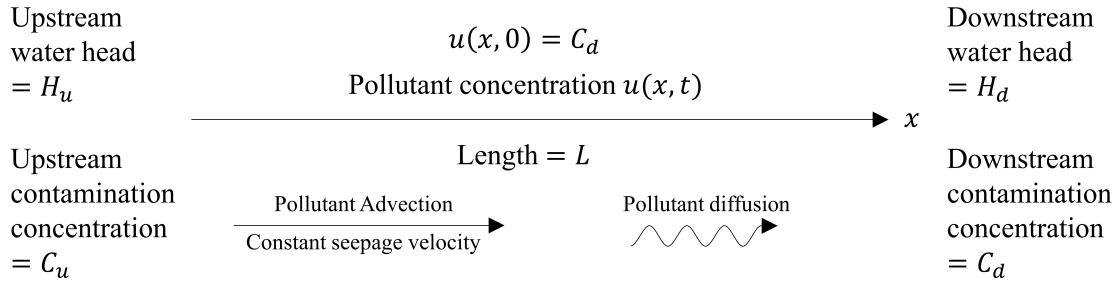 Upstream
water head
= H_u
u(x, 0) = C_d
Pollutant concentration u(x, t)
Downstream
water head
= H_d
x
Length = L
Upstream
contamination
concentration
= C_u
Pollutant Advection
Constant seepage velocity
Pollutant diffusion
Downstream
contamination
concentration
= C_d